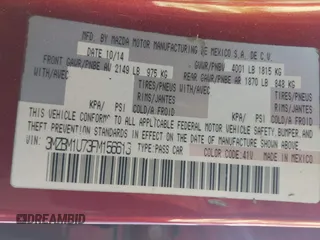 MFD. BY MAZDA MOTOR MANUFACTURING DE MEXICO S.A. DE C.V.
DATE 10/14 GVWR/PNBV 4001 LB 1815 KG
FRONT GAWR/PNBE AV 2149 LB 975 KG REAR GAWR/PNBE AR 1870 LB 848 KG
WITH/AVEC TIRES/PNEUS WITH/AVEC TIRES/PNEUS
RIMS/JANTES RIMS/JANTES
KPA/ PSI COLD/ KPA/ PSI
THIS VEHICLE CONFORMS TO ALL APPLICABLE FEDERAL MOTOR VEHICLE SAFETY, BUMPER, AND
THEFT PREVENTION STANDARDS IN EFFECT ON THE DATE OF MANUFACTURE SHOWN ABOVE.
VIN: 3MZBM1U73FM156613 TYPE: PASS CAR MADE IN MEXICO
COLOR CODE: 41V
DREAMBID